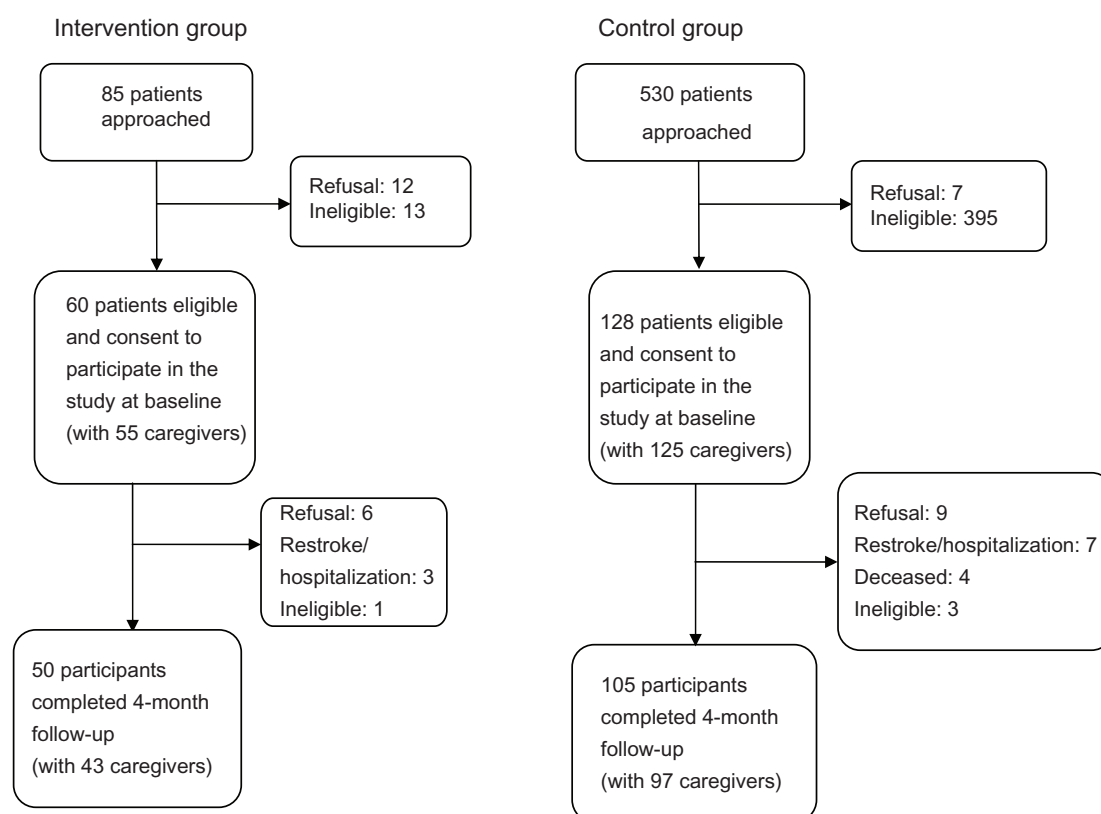 Intervention group
85 patients
approached
Refusal: 12
Ineligible: 13
60 patients eligible
and consent to
participate in the
study at baseline
(with 55 caregivers)
Refusal: 6
Restroke/
hospitalization: 3
Ineligible: 1
50 participants
completed 4-month
follow-up
(with 43 caregivers)
Control group
530 patients
approached
Refusal: 7
Ineligible: 395
128 patients eligible
and consent to
participate in the
study at baseline
(with 125 caregivers)
Refusal: 9
Restroke/hospitalization: 7
Deceased: 4
Ineligible: 3
105 participants
completed 4-month
follow-up
(with 97 caregivers)